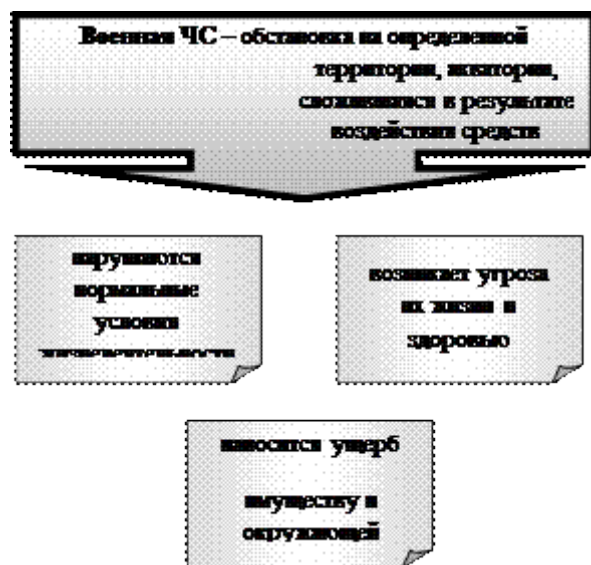 Военная ЧС – обстановка на определенной
территории, акватории,
сложившаяся в результате
воздействия средств
нарушаются
нормальные
условия
жизнедеятельности
возникает угроза
их жизни и
здоровью
наносится ущерб
имуществу и
окружающей